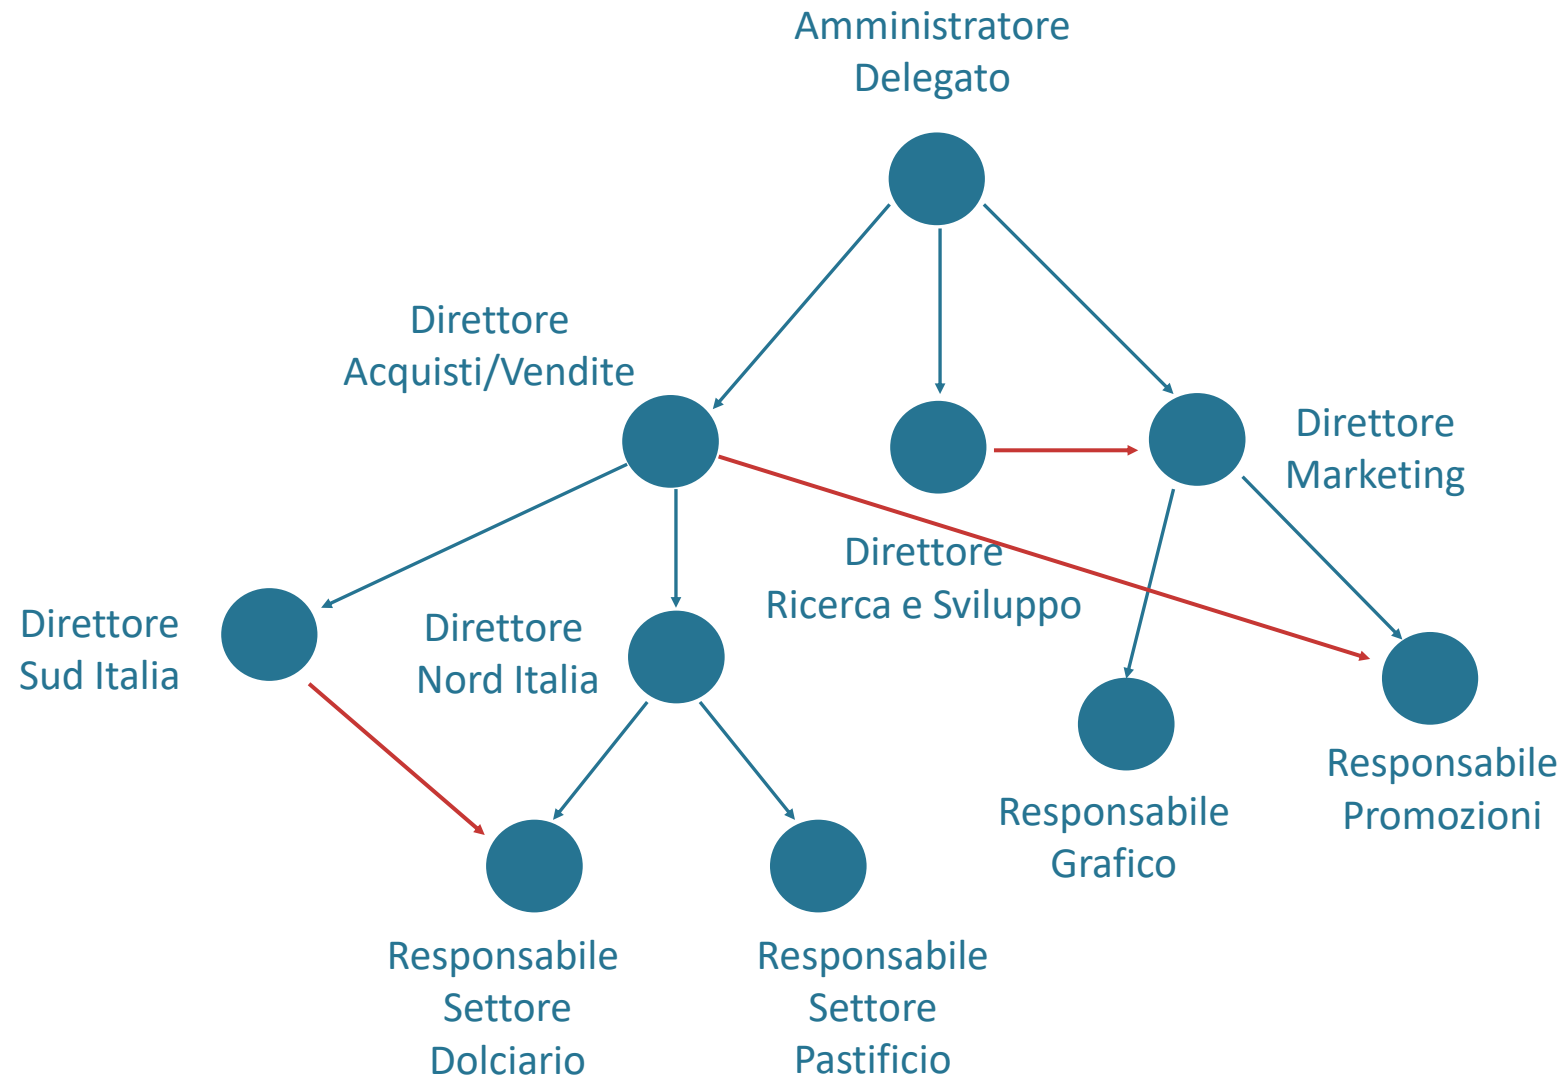 Amministratore
Delegato
Direttore
Acquisti/Vendite
Direttore
Marketing
Direttore
Ricerca e Sviluppo
Direttore
Sud Italia
Direttore
Nord Italia
Responsabile
Grafico
Responsabile
Promozioni
Responsabile
Settore
Dolciario
Responsabile
Settore
Pastificio